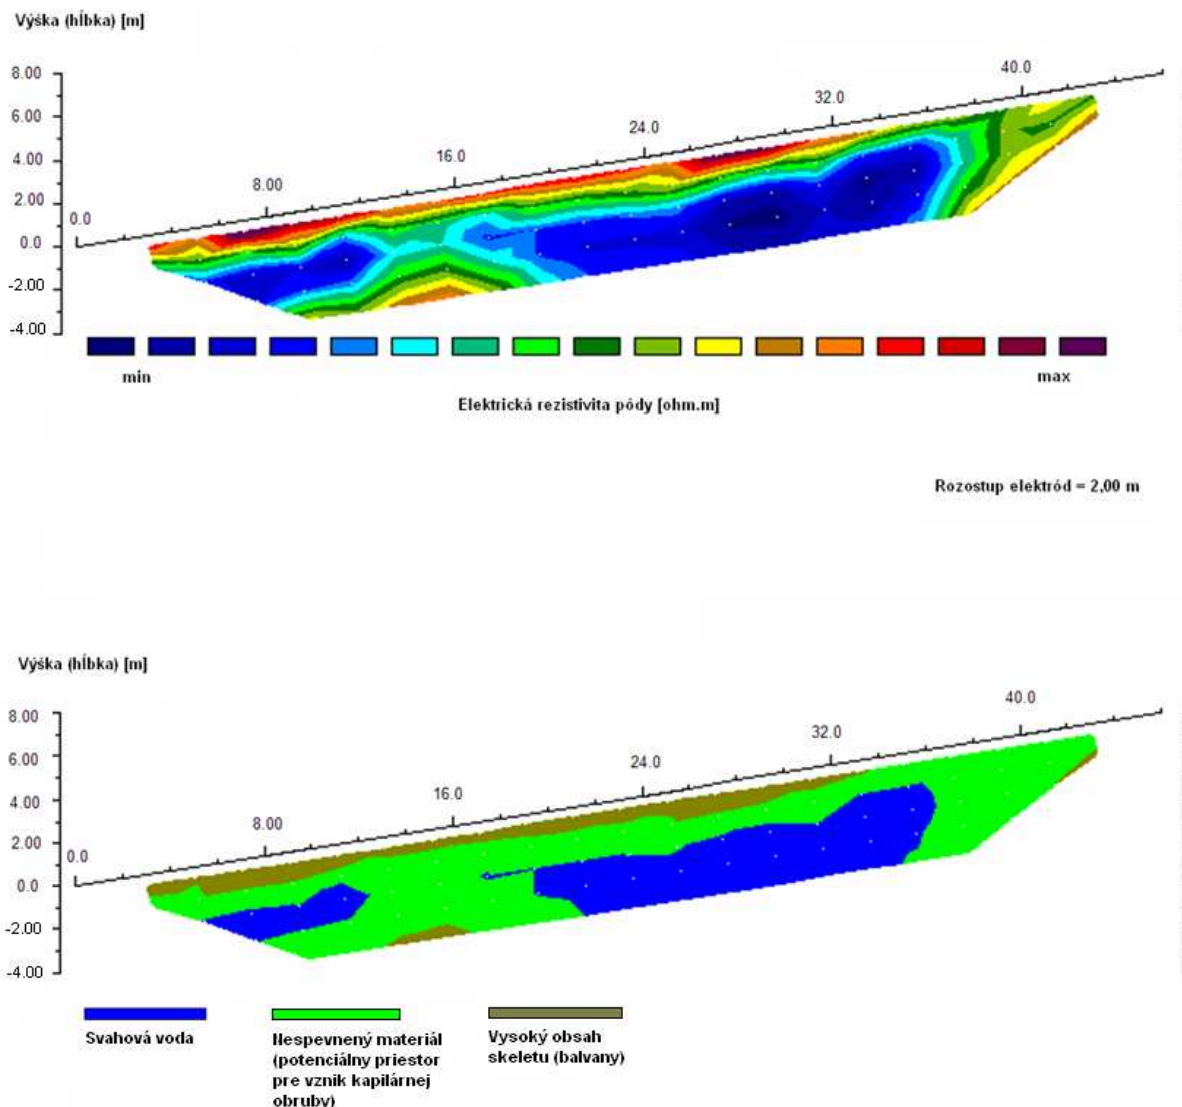 Výška (hĺbka) [m]
8.00
6.00
4.00
2.00
0.0
-2.00
-4.00
0.0
8.00
16.0
24.0
32.0
40.0
min
max
Elektrická rezistivita pódy [ohm.m]
Rozostup elektród = 2,00 m
Výška (hĺbka) [m]
8.00
6.00
4.00
2.00
0.0
-2.00
-4.00
0.0
8.00
16.0
24.0
32.0
40.0
Svahová voda
Nespevnený materiál
(potenciálny priestor
pre vznik kapilárnej
obruby)
Vysoký obsah
skeletu (balvany)